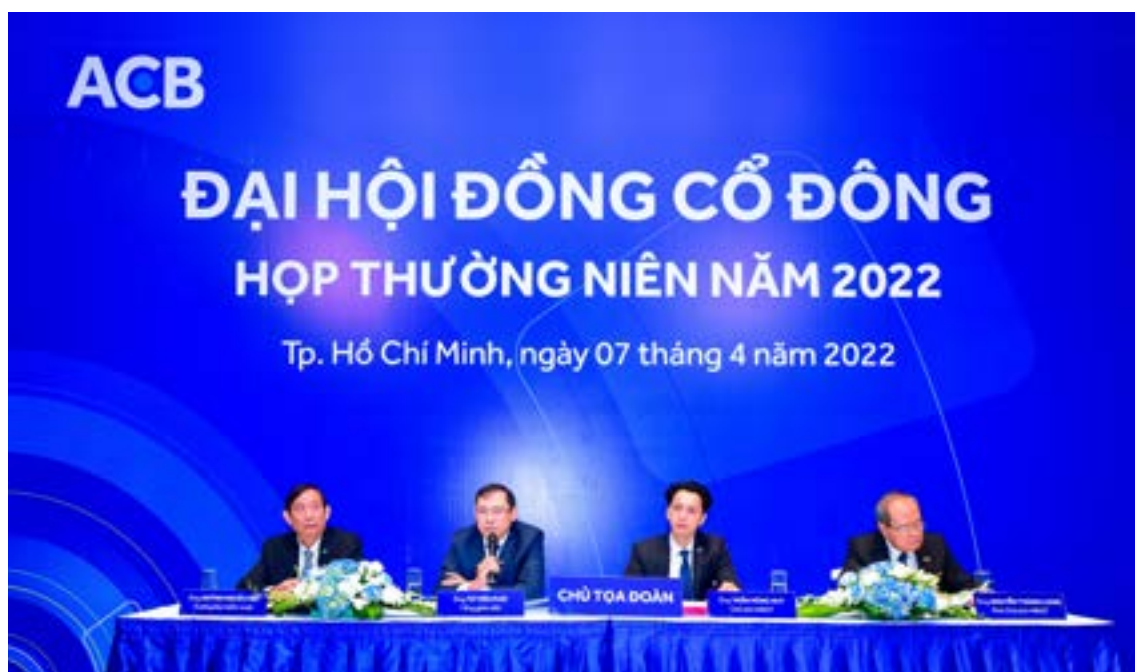 ACB
ĐẠI HỘI ĐỒNG CỔ ĐÔNG
HỌP THƯỜNG NIÊN NĂM 2022
Tp. Hồ Chí Minh, ngày 07 tháng 4 năm 2022
CHỦ TỌA ĐOÀN